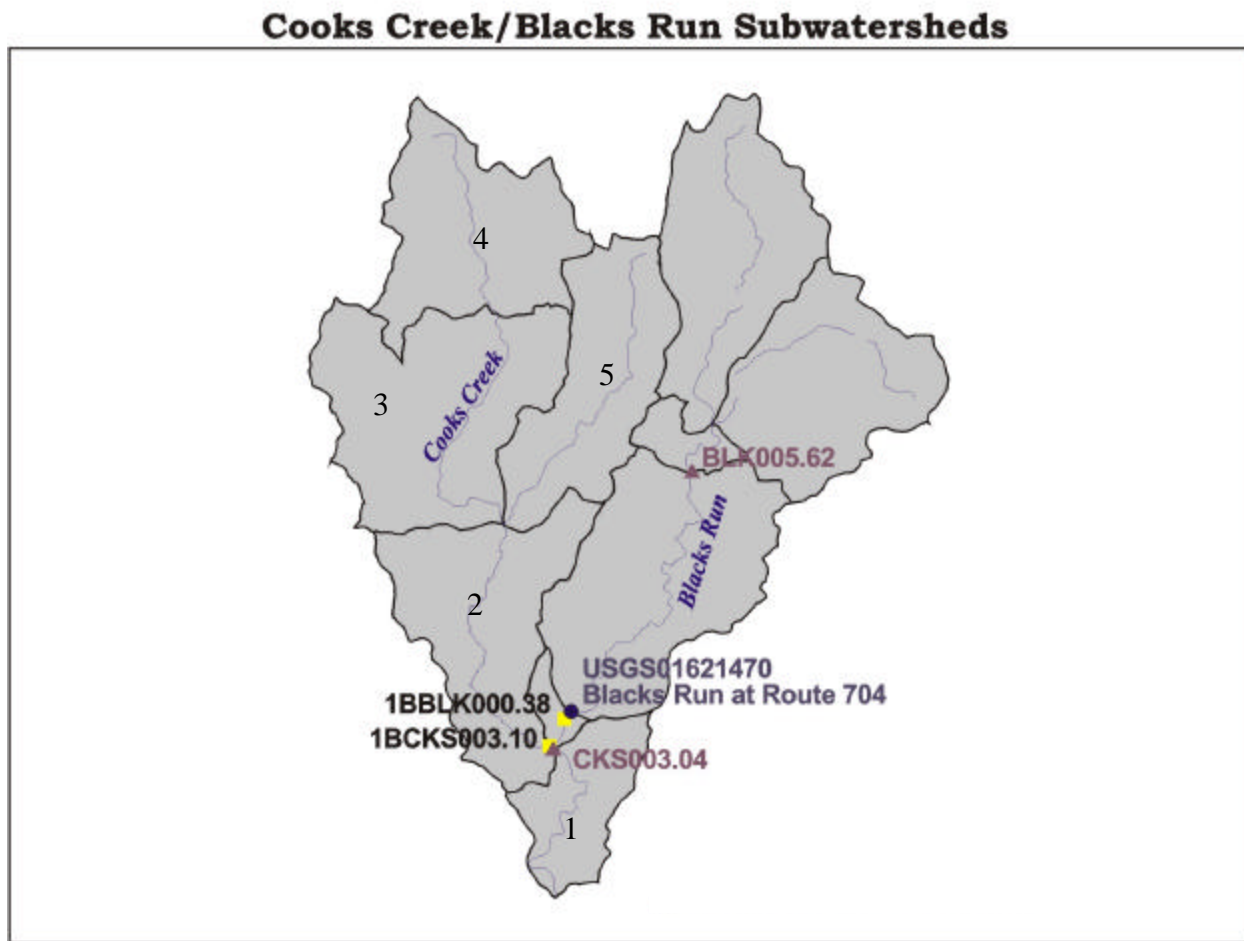 Cooks Creek/Blacks Run Subwatersheds
4
5
3
Cooks Creek
BLK005.62
Blacks Run
2
USGS01621470
Blacks Run at Route 704
1BBLK000.38
1BCKS003.10
CKS003.04
1